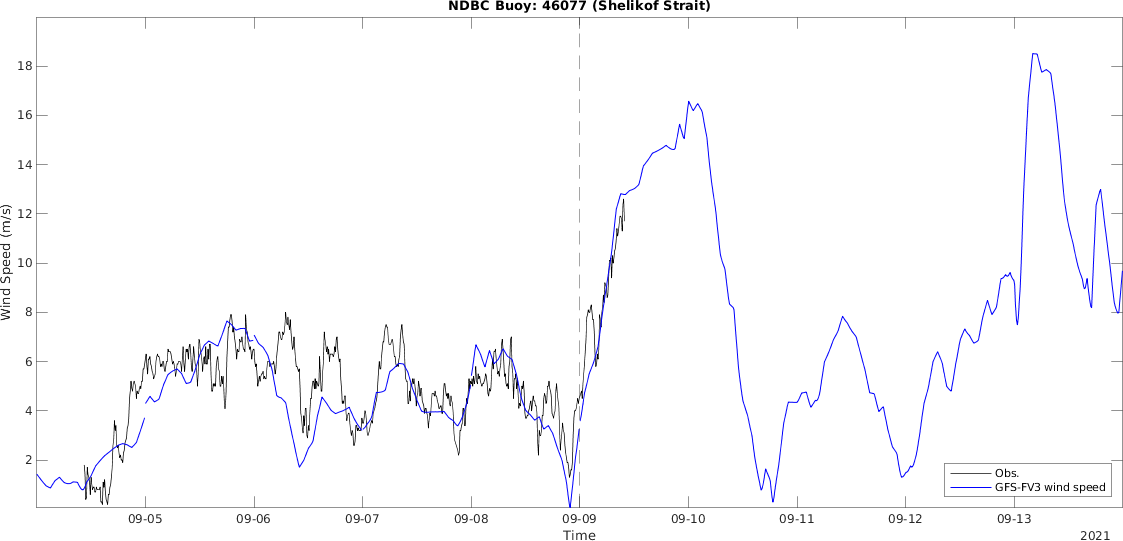 NDBC Buoy: 46077 (Shelikof Strait)
18
16
14
12
10
8
6
4
2
Wind Speed (m/s)
Obs.
GFS-FV3 wind speed
09-05 09-06 09-07 09-08 09-09 09-10 09-11 09-12 09-13
Time
2021